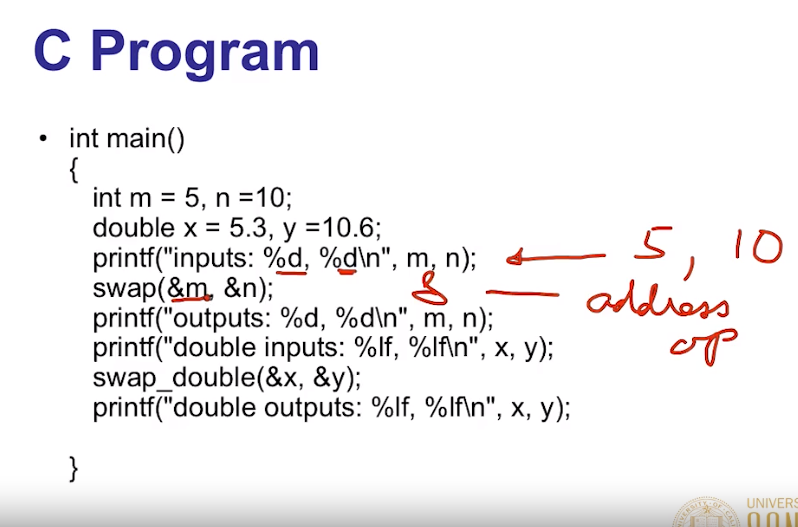 C Program
• int main()
{
int m = 5, n =10;
double x = 5.3, y =10.6;
printf("inputs: %d, %d\n", m, n); 5, 10
swap(&m, &n); & address
op
printf("outputs: %d, %d\n", m, n);
printf("double inputs: %lf, %lf\n", x, y);
swap_double(&x, &y);
printf("double outputs: %lf, %lf\n", x, y);
}
UNIVERS